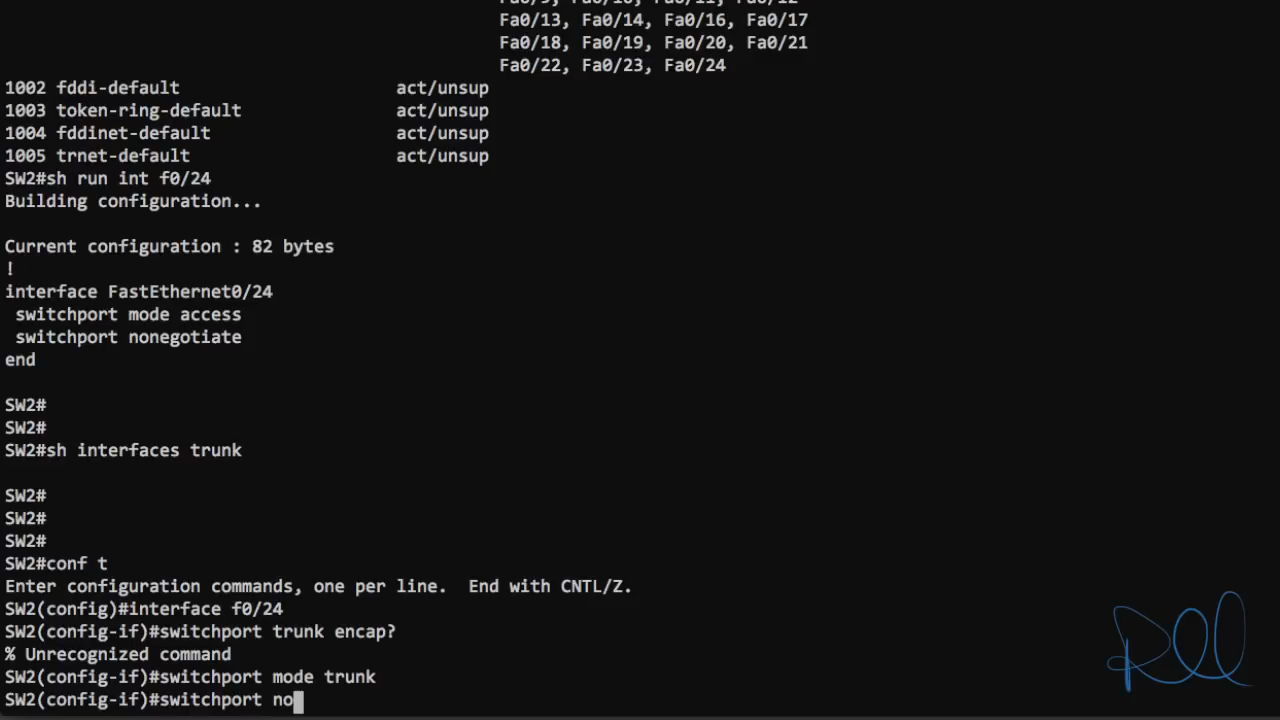 Fa0/13, Fa0/14, Fa0/16, Fa0/17
Fa0/18, Fa0/19, Fa0/20, Fa0/21
Fa0/22, Fa0/23, Fa0/24
1002 fddi-default act/unsup
1003 token-ring-default act/unsup
1004 fddinet-default act/unsup
1005 trnet-default act/unsup
SW2#sh run int f0/24
Building configuration...
Current configuration : 82 bytes
!
interface FastEthernet0/24
switchport mode access
switchport nonegotiate
end
SW2#
SW2#
SW2#sh interfaces trunk
SW2#
SW2#
SW2#
SW2#conf t
Enter configuration commands, one per line.  End with CNTL/Z.
SW2(config)#interface f0/24
SW2(config-if)#switchport trunk encap?
% Unrecognized command
SW2(config-if)#switchport mode trunk
SW2(config-if)#switchport no